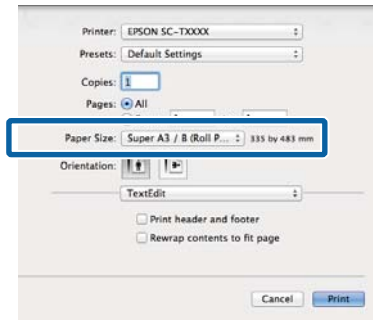 Printer: EPSON SC-TXXXX
Presets: Default Settings
Copies: 1
Pages: All
Paper Size: Super A3 / B (Roll P... 335 by 483 mm
Orientation:
TextEdit
Print header and footer
Rewrap contents to fit page
Cancel Print